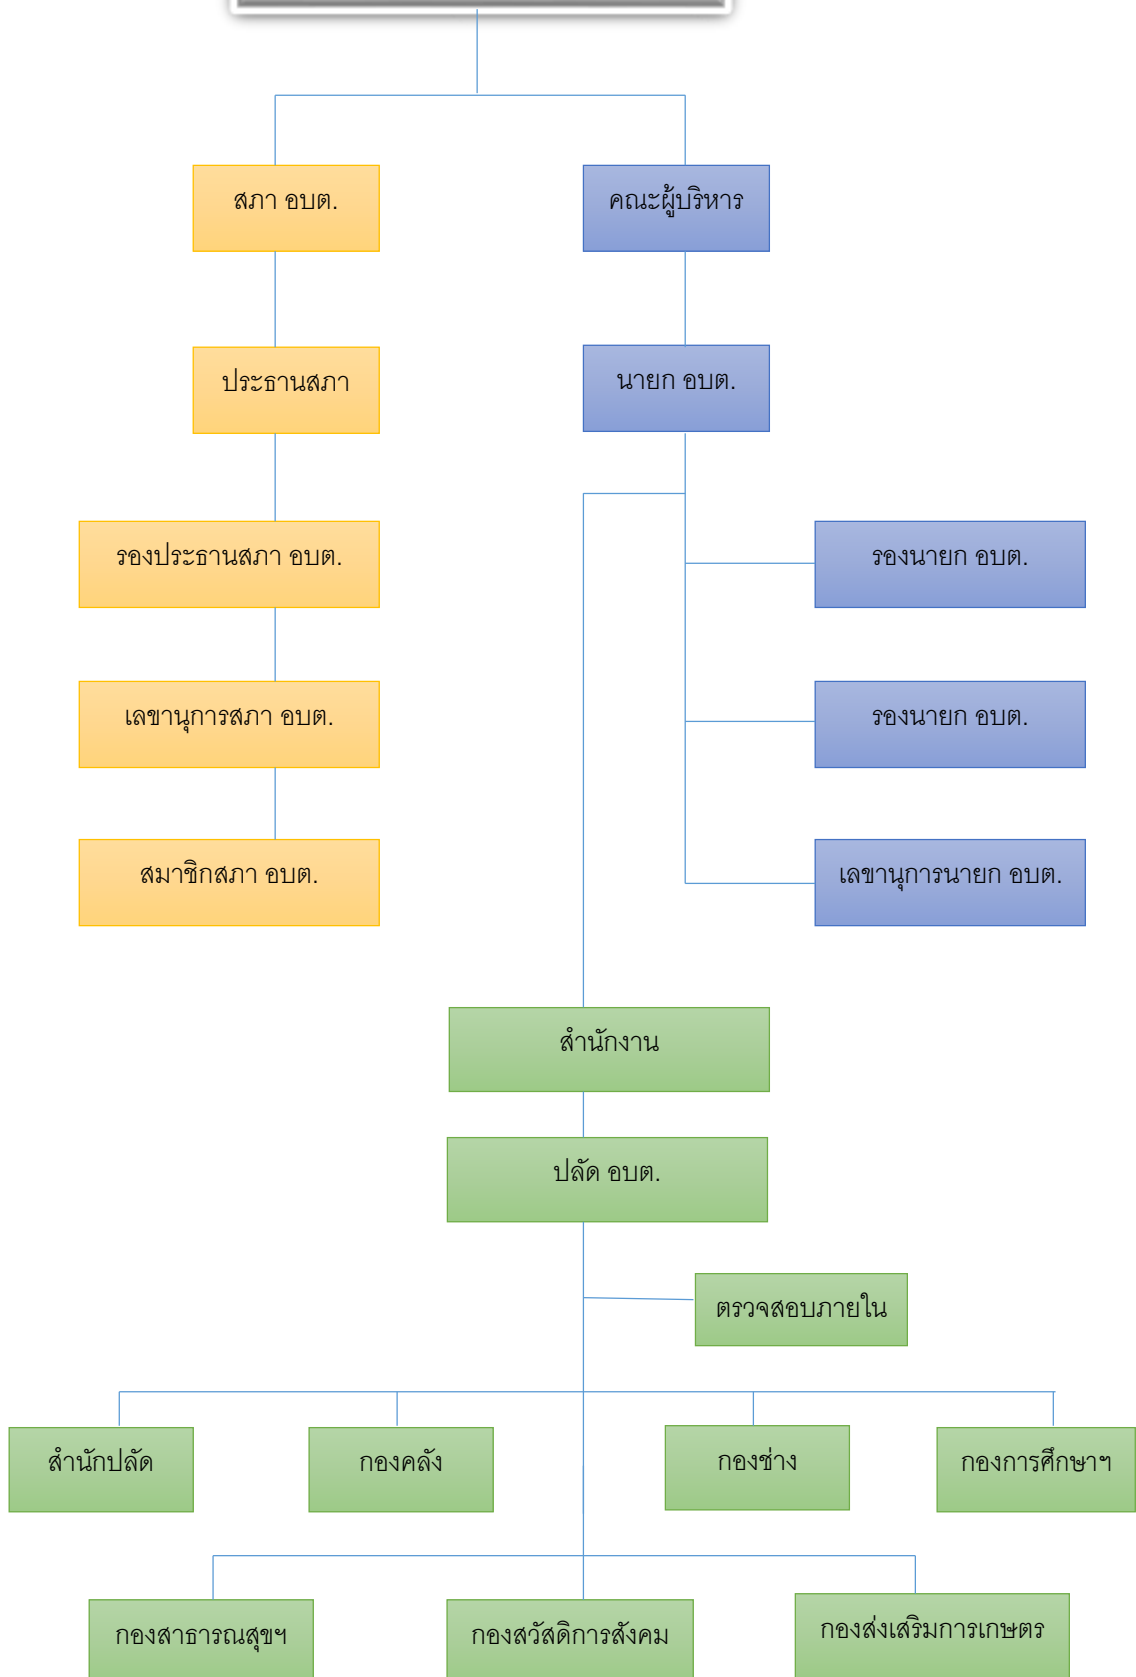 สภา อบต.
คณะผู้บริหาร
ประธานสภา
นายก อบต.
รองประธานสภา อบต.
รองนายก อบต.
เลขานุการสภา อบต.
รองนายก อบต.
สมาชิกสภา อบต.
เลขานุการนายก อบต.
สำนักงาน
ปลัด อบต.
ตรวจสอบภายใน
สำนักปลัด
กองคลัง
กองช่าง
กองการศึกษาฯ
กองสาธารณสุขฯ
กองสวัสดิการสังคม
กองส่งเสริมการเกษตร